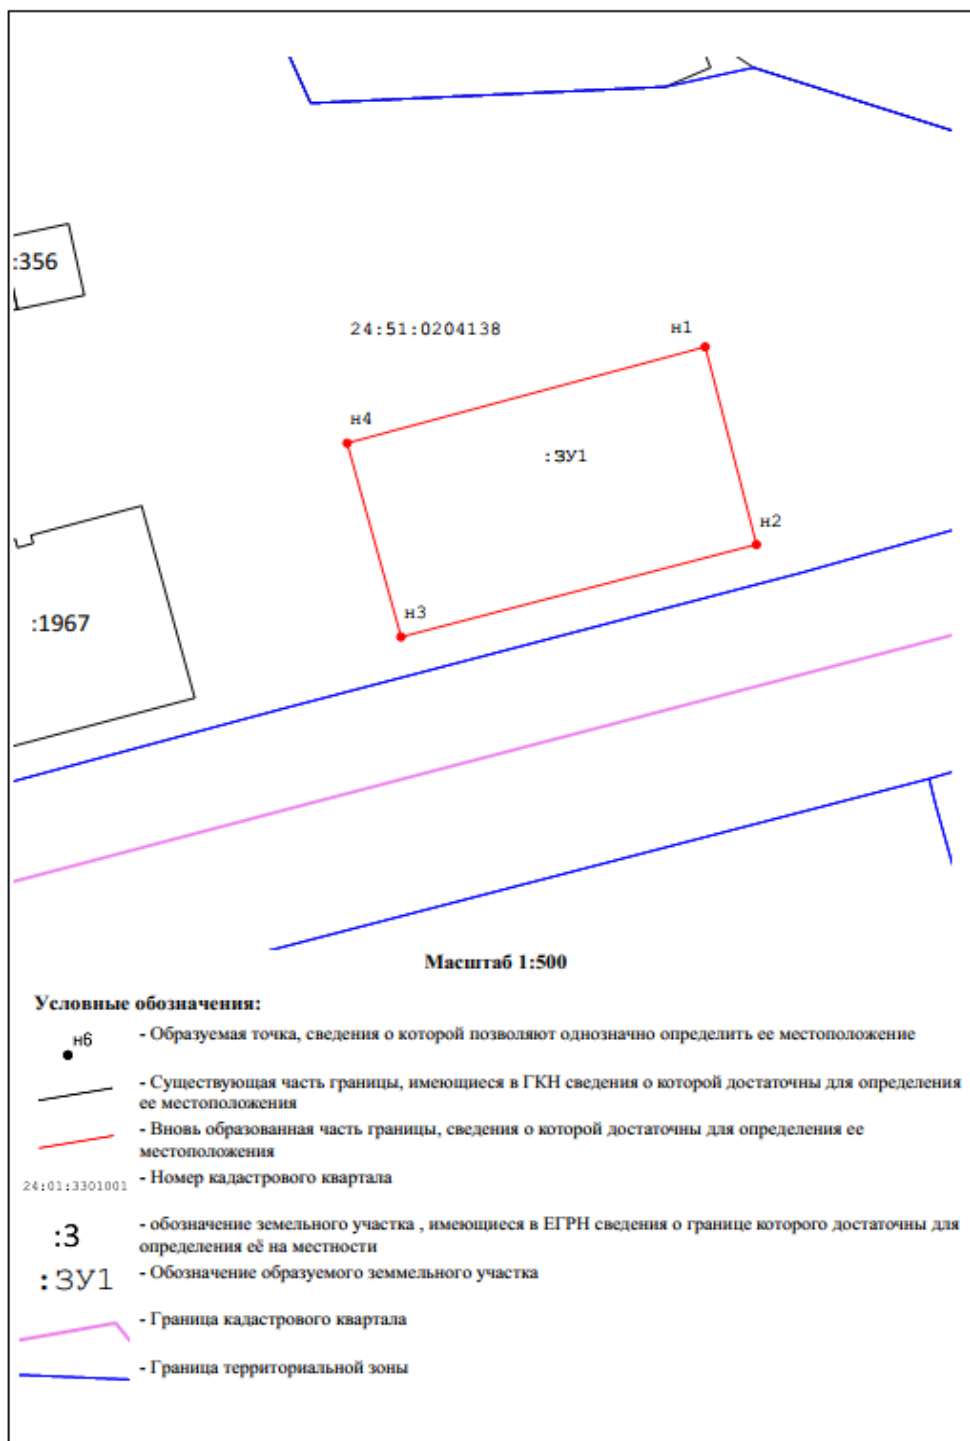 :356
24:51:0204138
н1
н4
:ЗУ1
н2
н3
:1967
Масштаб 1:500
Условные обозначения:
н6
- Образуемая точка, сведения о которой позволяют однозначно определить ее местоположение
- Существующая часть границы, имеющиеся в ГКН сведения о которой достаточны для определения
ее местоположения
- Вновь образованная часть границы, сведения о которой достаточны для определения ее
местоположения
24:01:3301001
- Номер кадастрового квартала
:3
- обозначение земельного участка , имеющиеся в ЕГРН сведения о границе которого достаточны для
определения её на местности
:ЗУ1
- Обозначение образуемого земмельного участка
- Граница кадастрового квартала
- Граница территориальной зоны